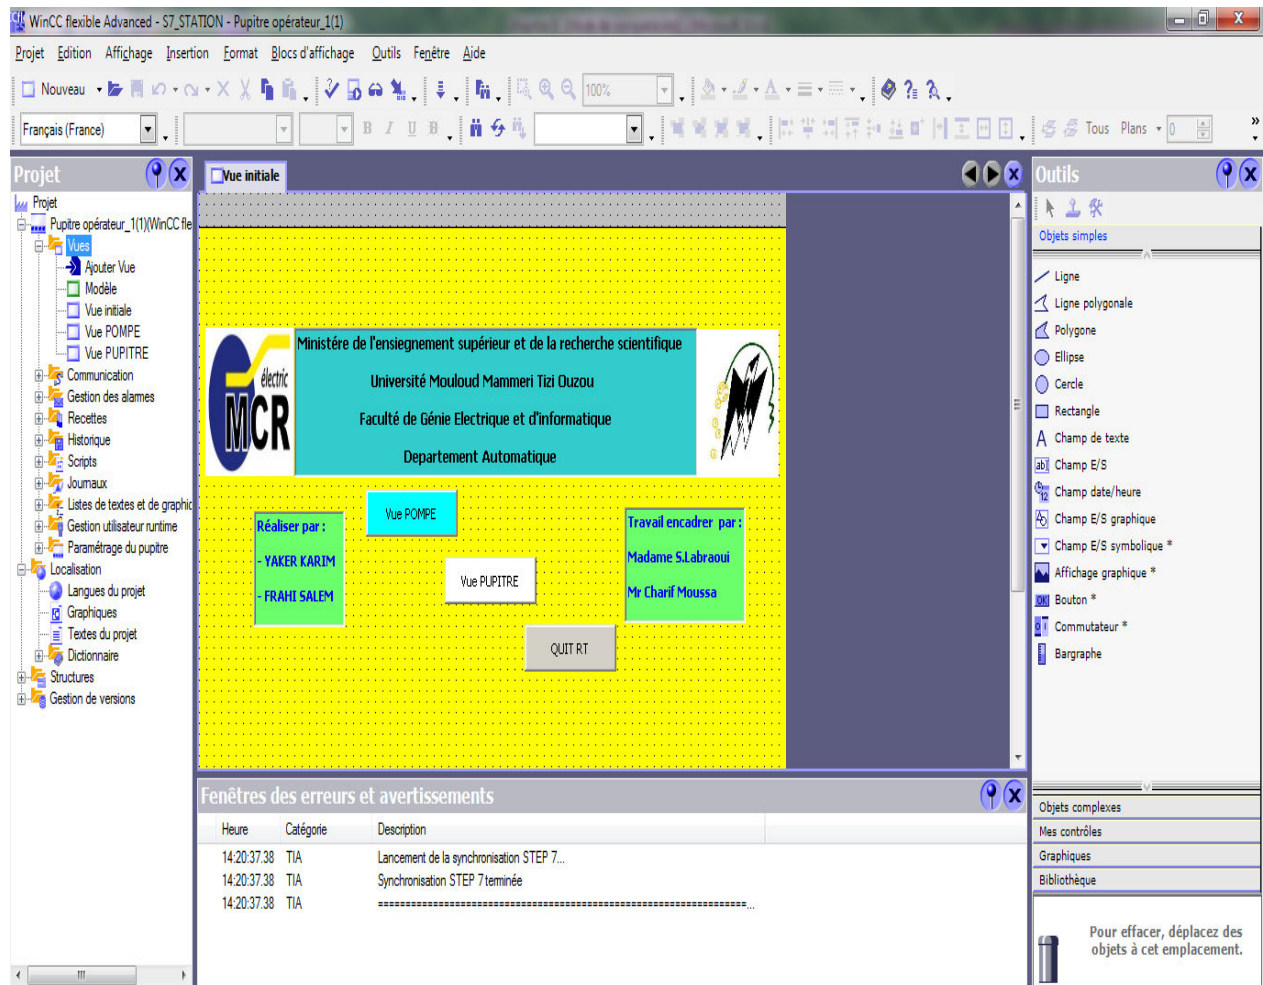 WinCC flexible Advanced - S7_STATION - Pupitre opérateur_1(1)
Projet Edition Affichage Insertion Format Blocs d'affichage Outils Fenêtre Aide
Nouveau 100%
Français (France) Tous Plans 0
Projet
Projet
Pupitre opérateur_1(1)(WinCC fle
Vues
Ajouter Vue
Modèle
Vue initiale
Vue POMPE
Vue PUPITRE
Communication
Gestion des alarmes
Recettes
Historique
Scripts
Journaux
Listes de textes et de graphic
Gestion utilisateur runtime
Paramétrage du pupitre
Localisation
Langues du projet
Graphiques
Textes du projet
Dictionnaire
Structures
Gestion de versions
Vue initiale
électric
MCR
Ministére de l'ensiegnement supérieur et de la recherche scientifique
Université Mouloud Mammeri Tizi Ouzou
Faculté de Génie Electrique et d'informatique
Departement Automatique
Vue POMPE
Réaliser par :
- YAKER KARIM
- FRAHI SALEM
Vue PUPITRE
Travail encadrer par :
Madame S.Labraoui
Mr Charif Moussa
QUIT RT
Outils
Objets simples
Ligne
Ligne polygonale
Polygone
Ellipse
Cercle
Rectangle
Champ de texte
Champ E/S
Champ date/heure
Champ E/S graphique
Champ E/S symbolique *
Affichage graphique *
Bouton *
Commutateur *
Bargraphe
Objets complexes
Mes contrôles
Graphiques
Bibliothèque
Pour effacer, déplacez des
objets à cet emplacement.
Fenêtres des erreurs et avertissements
Heure Catégorie Description
14:20:37.38 TIA Lancement de la synchronisation STEP 7...
14:20:37.38 TIA Synchronisation STEP 7 terminée
14:20:37.38 TIA ====================================================================...